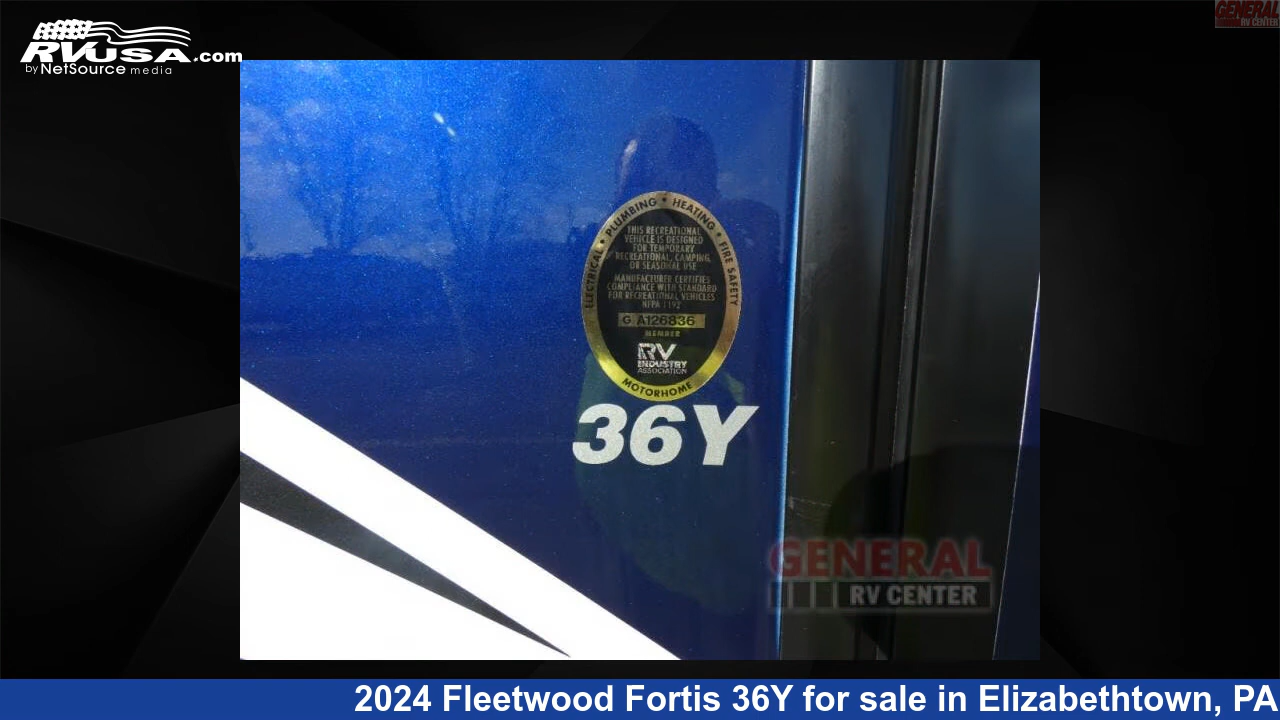 RVUSA.com
by NetSource media
GENERAL
RV CENTER
ELECTRICAL • PLUMBING • HEATING • FIRE SAFETY
THIS RECREATIONAL
VEHICLE IS DESIGNED
FOR TEMPORARY
RECREATIONAL, CAMPING,
OR SEASONAL USE
MANUFACTURER CERTIFIES
COMPLIANCE WITH STANDARD
FOR RECREATIONAL VEHICLES
NFPA 1192
G A126836
MEMBER
RV
INDUSTRY
ASSOCIATION
MOTORHOME
36Y
GENERAL
RV CENTER
2024 Fleetwood Fortis 36Y for sale in Elizabethtown, PA